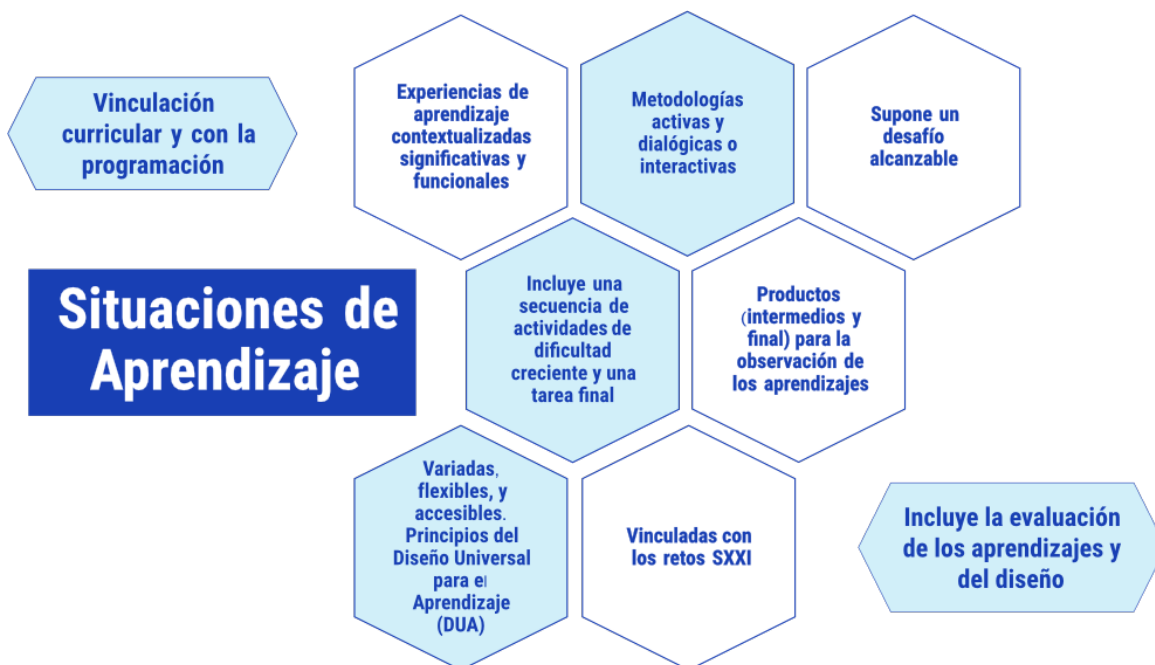 Vinculación
curricular y con la
programación
Experiencias de
aprendizaje
contextualizadas
significativas y
funcionales
Metodologías
activas y
dialógicas o
interactivas
Supone un
desafío
alcanzable
Situaciones de
Aprendizaje
Incluye una
secuencia de
actividades de
dificultad
creciente y una
tarea final
Productos
(intermedios y
final) para la
observación de
los aprendizajes
Variadas,
flexibles, y
accesibles.
Principios del
Diseño Universal
para el
Aprendizaje
(DUA)
Vinculadas con
los retos SXXI
Incluye la evaluación
de los aprendizajes y
del diseño